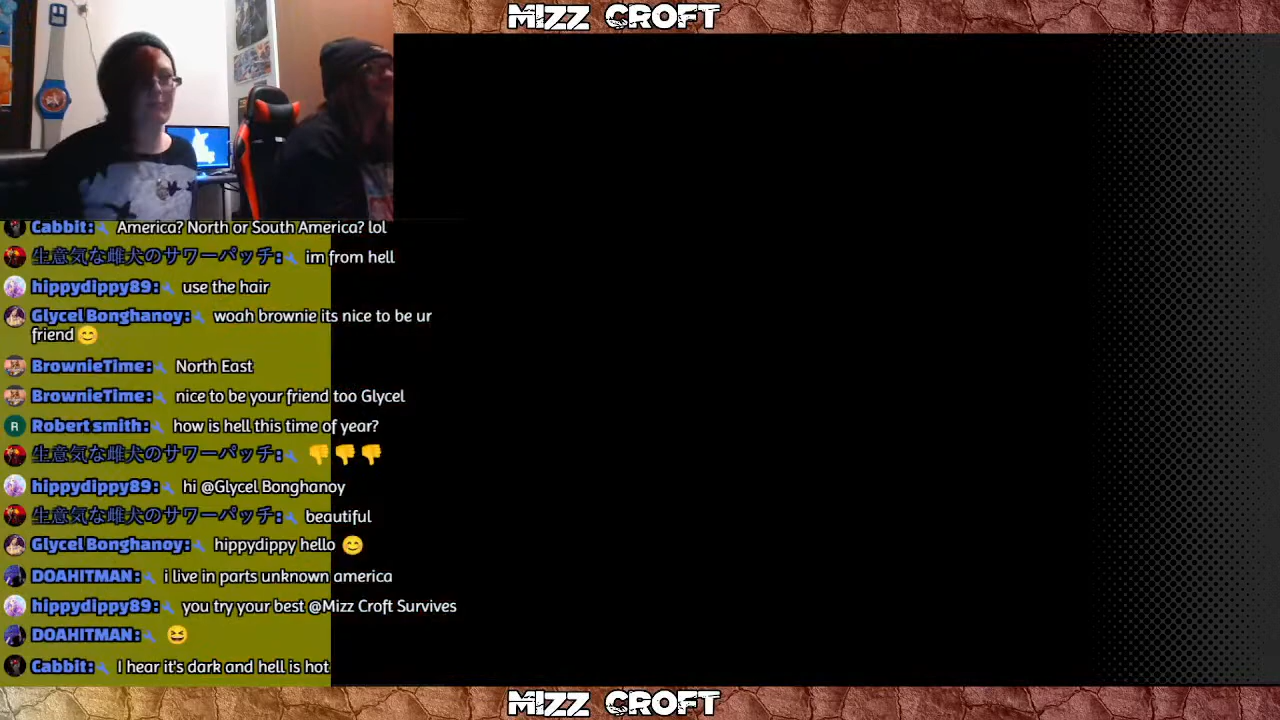 MIZZ CROFT
Cabbit: America? North or South America? lol
生意気な雌犬のサワーパッチ: im from hell
hippydippy89: use the hair
Glycel Bonghanoy: woah brownie its nice to be ur
friend 😊
BrownieTime: North East
BrownieTime: nice to be your friend too Glycel
R Robert smith: how is hell this time of year?
生意気な雌犬のサワーパッチ: 👎👎👎
hippydippy89: hi @Glycel Bonghanoy
生意気な雌犬のサワーパッチ: beautiful
Glycel Bonghanoy: hippydippy hello 😊
DOAHITMAN: i live in parts unknown america
hippydippy89: you try your best @Mizz Croft Survives
DOAHITMAN: 😆
Cabbit: I hear it's dark and hell is hot
MIZZ CROFT